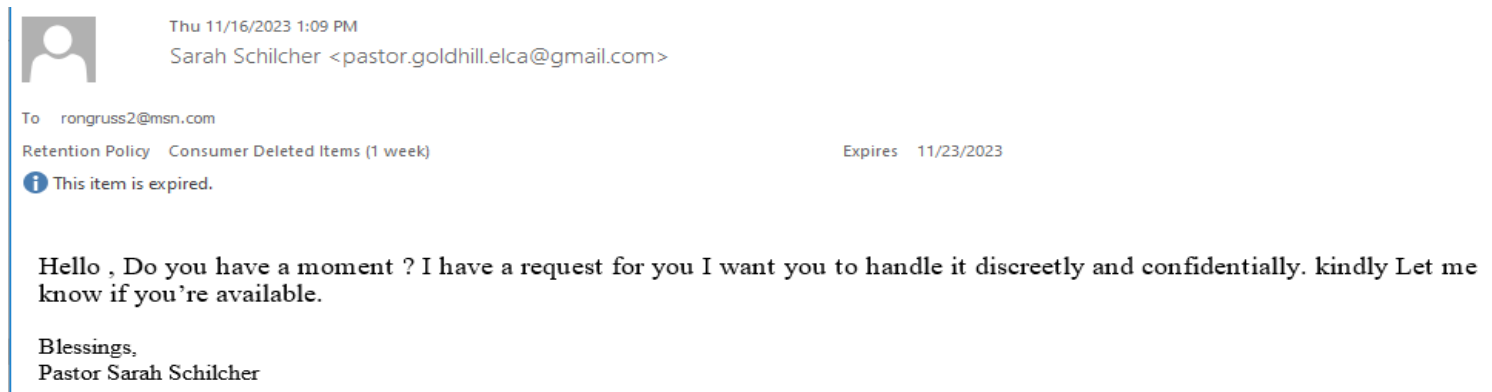 Thu 11/16/2023 1:09 PM
Sarah Schilcher <pastor.goldhill.elca@gmail.com>
To rongruss2@msn.com
Retention Policy Consumer Deleted Items (1 week) Expires 11/23/2023
This item is expired.
Hello , Do you have a moment ? I have a request for you I want you to handle it discreetly and confidentially. kindly Let me
know if you’re available.
Blessings,
Pastor Sarah Schilcher